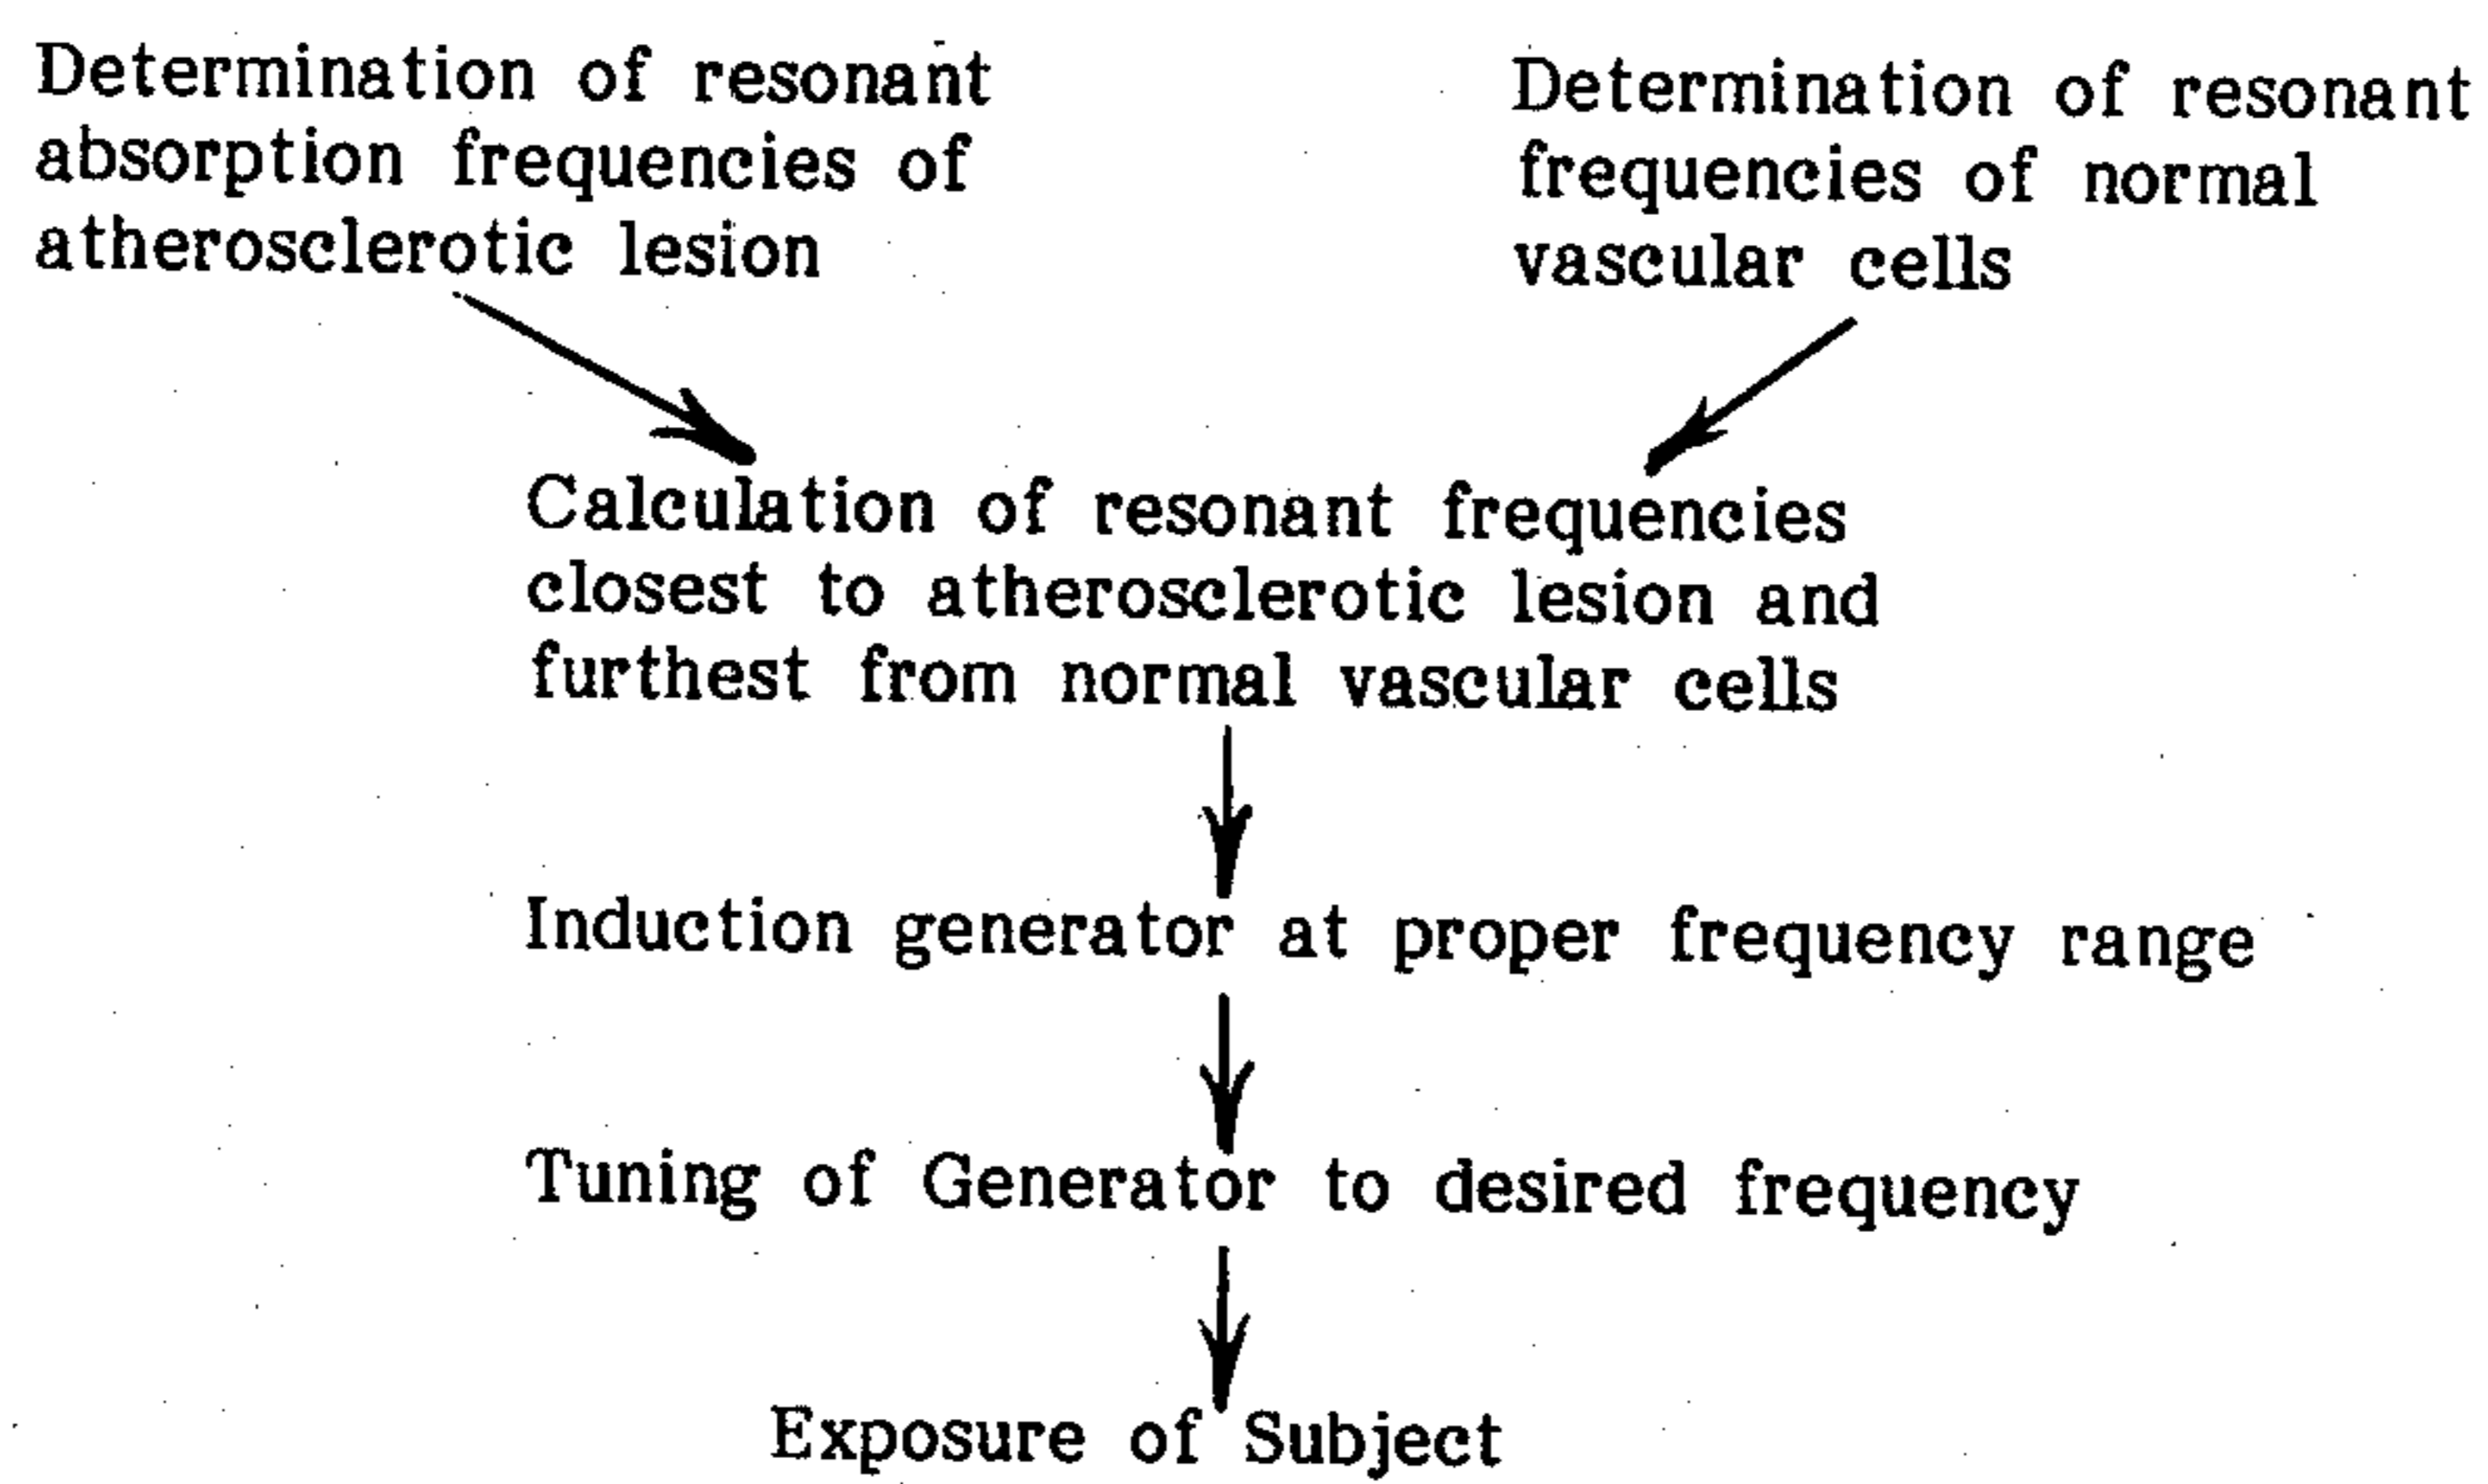 Determination of resonant
absorption frequencies of
atherosclerotic lesion
Determination of resonant
frequencies of normal
vascular cells
Calculation of resonant frequencies
closest to atherosclerotic lesion and
furthest from normal vascular cells
Induction generator at proper frequency range
Tuning of Generator to desired frequency
Exposure of Subject